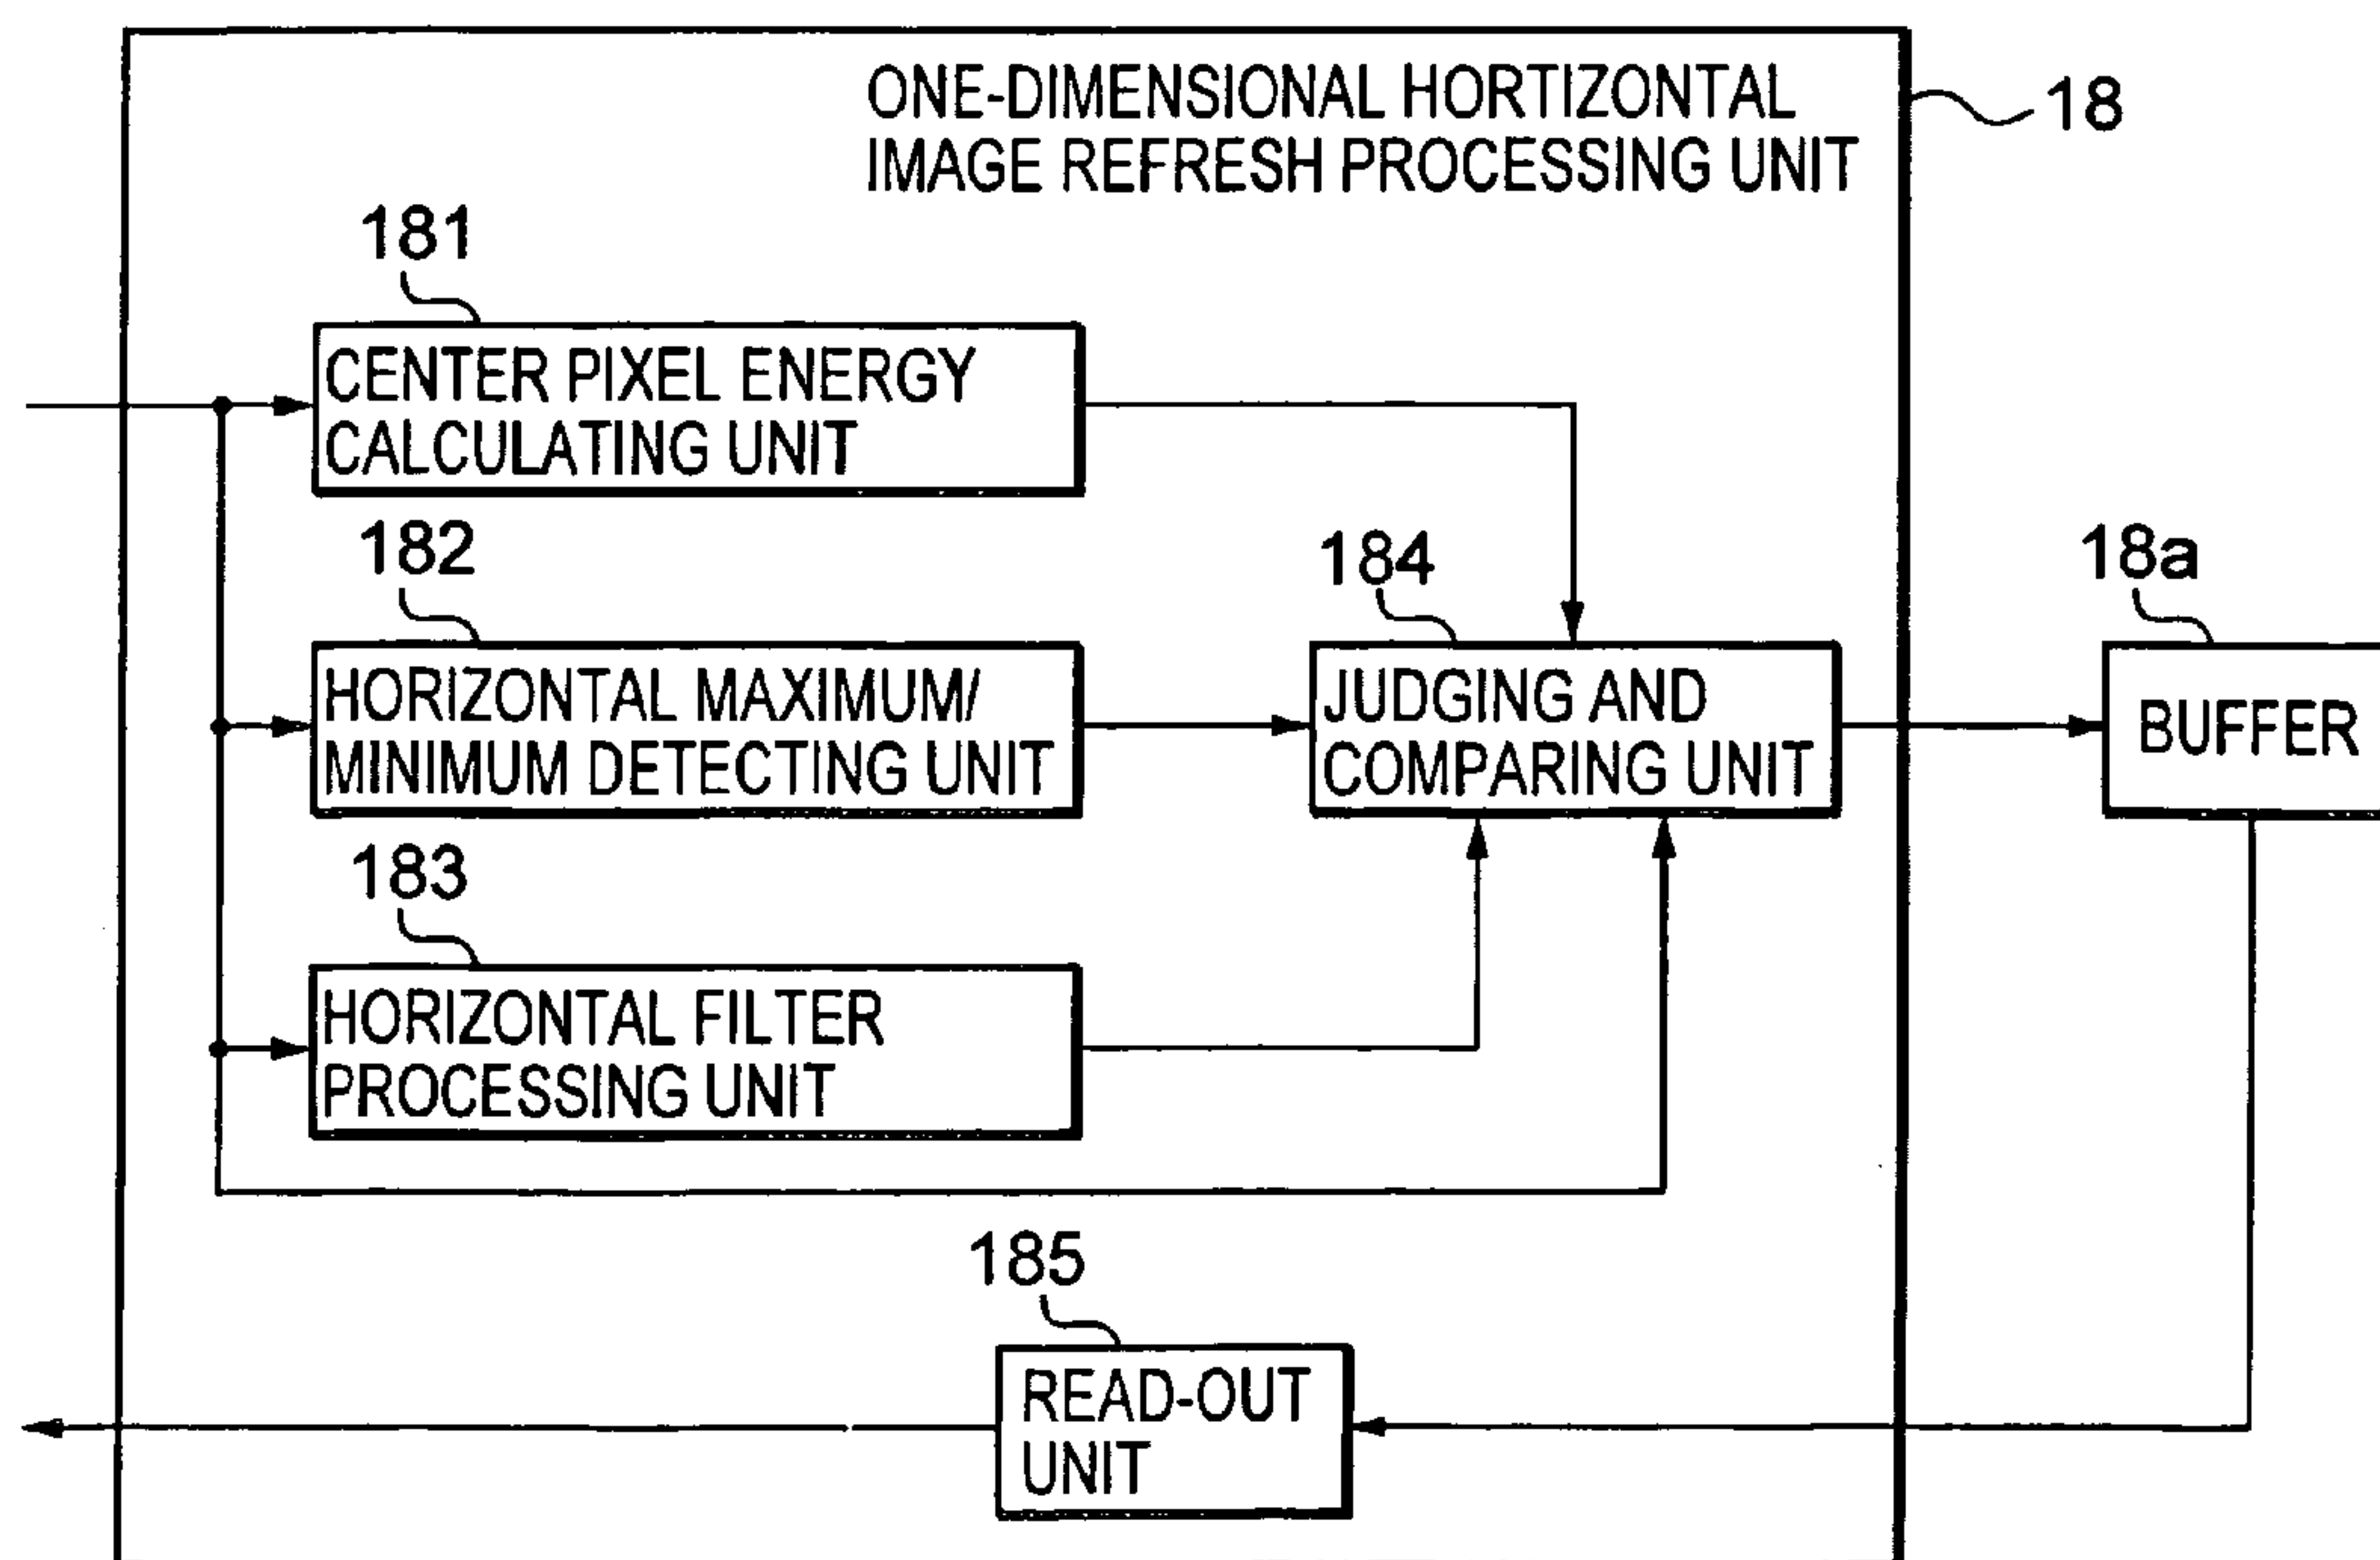 ONE-DIMENSIONAL HORTIZONTAL
IMAGE REFRESH PROCESSING UNIT
18
181
CENTER PIXEL ENERGY
CALCULATING UNIT
182
HORIZONTAL MAXIMUM/
MINIMUM DETECTING UNIT
184
JUDGING AND
COMPARING UNIT
18a
BUFFER
183
HORIZONTAL FILTER
PROCESSING UNIT
185
READ-OUT
UNIT